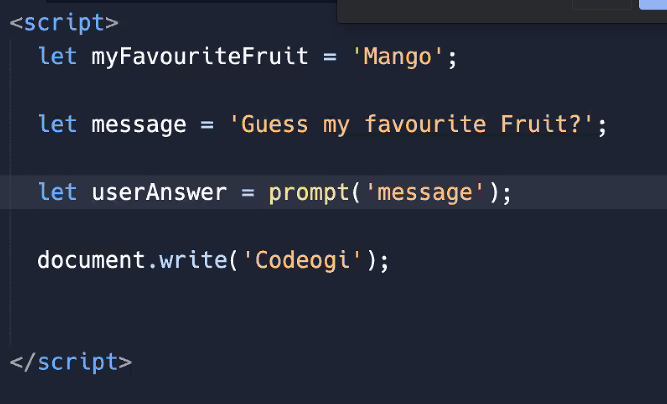 <script>
let myFavouriteFruit = 'Mango';
let message = 'Guess my favourite Fruit?';
let userAnswer = prompt('message');
document.write('Codeogi');
</script>